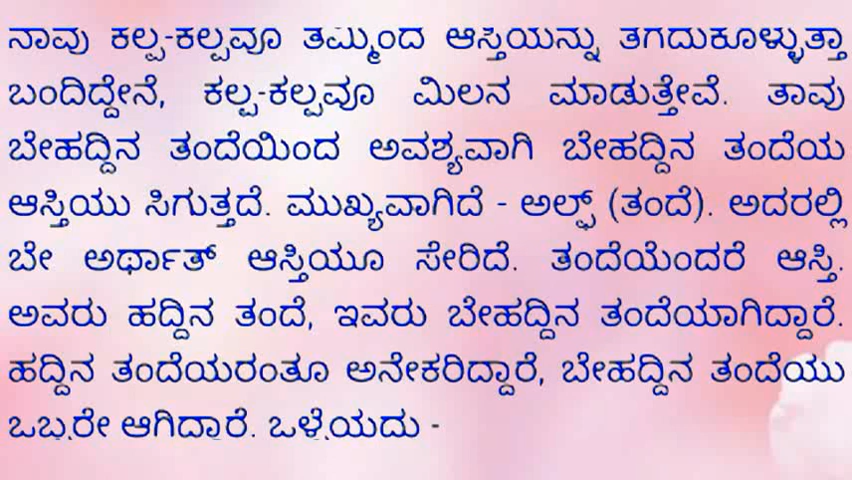 ನಾವು ಕಲ್ಪ-ಕಲ್ಪವೂ ತಮ್ಮಿಂದ ಆಸ್ತಿಯನ್ನು ತೆಗೆದುಕೊಳ್ಳುತ್ತಾ
ಬಂದಿದ್ದೇನೆ, ಕಲ್ಪ-ಕಲ್ಪವೂ ಮಿಲನ ಮಾಡುತ್ತೇವೆ. ತಾವು
ಬೇಹದ್ದಿನ ತಂದೆಯಿಂದ ಅವಶ್ಯವಾಗಿ ಬೇಹದ್ದಿನ ತಂದೆಯ
ಆಸ್ತಿಯು ಸಿಗುತ್ತದೆ. ಮುಖ್ಯವಾಗಿದೆ - ಅಲ್ಫ್ (ತಂದೆ). ಅದರಲ್ಲಿ
ಬೇ ಅರ್ಥಾತ್ ಆಸ್ತಿಯೂ ಸೇರಿದೆ. ತಂದೆಯೆಂದರೆ ಆಸ್ತಿ.
ಅವರು ಹದ್ದಿನ ತಂದೆ, ಇವರು ಬೇಹದ್ದಿನ ತಂದೆಯಾಗಿದ್ದಾರೆ.
ಹದ್ದಿನ ತಂದೆಯರಂತೂ ಅನೇಕರಿದ್ದಾರೆ, ಬೇಹದ್ದಿನ ತಂದೆಯು
ಒಬ್ಬರೇ ಆಗಿದ್ದಾರೆ. ಒಳ್ಳೆಯದು -